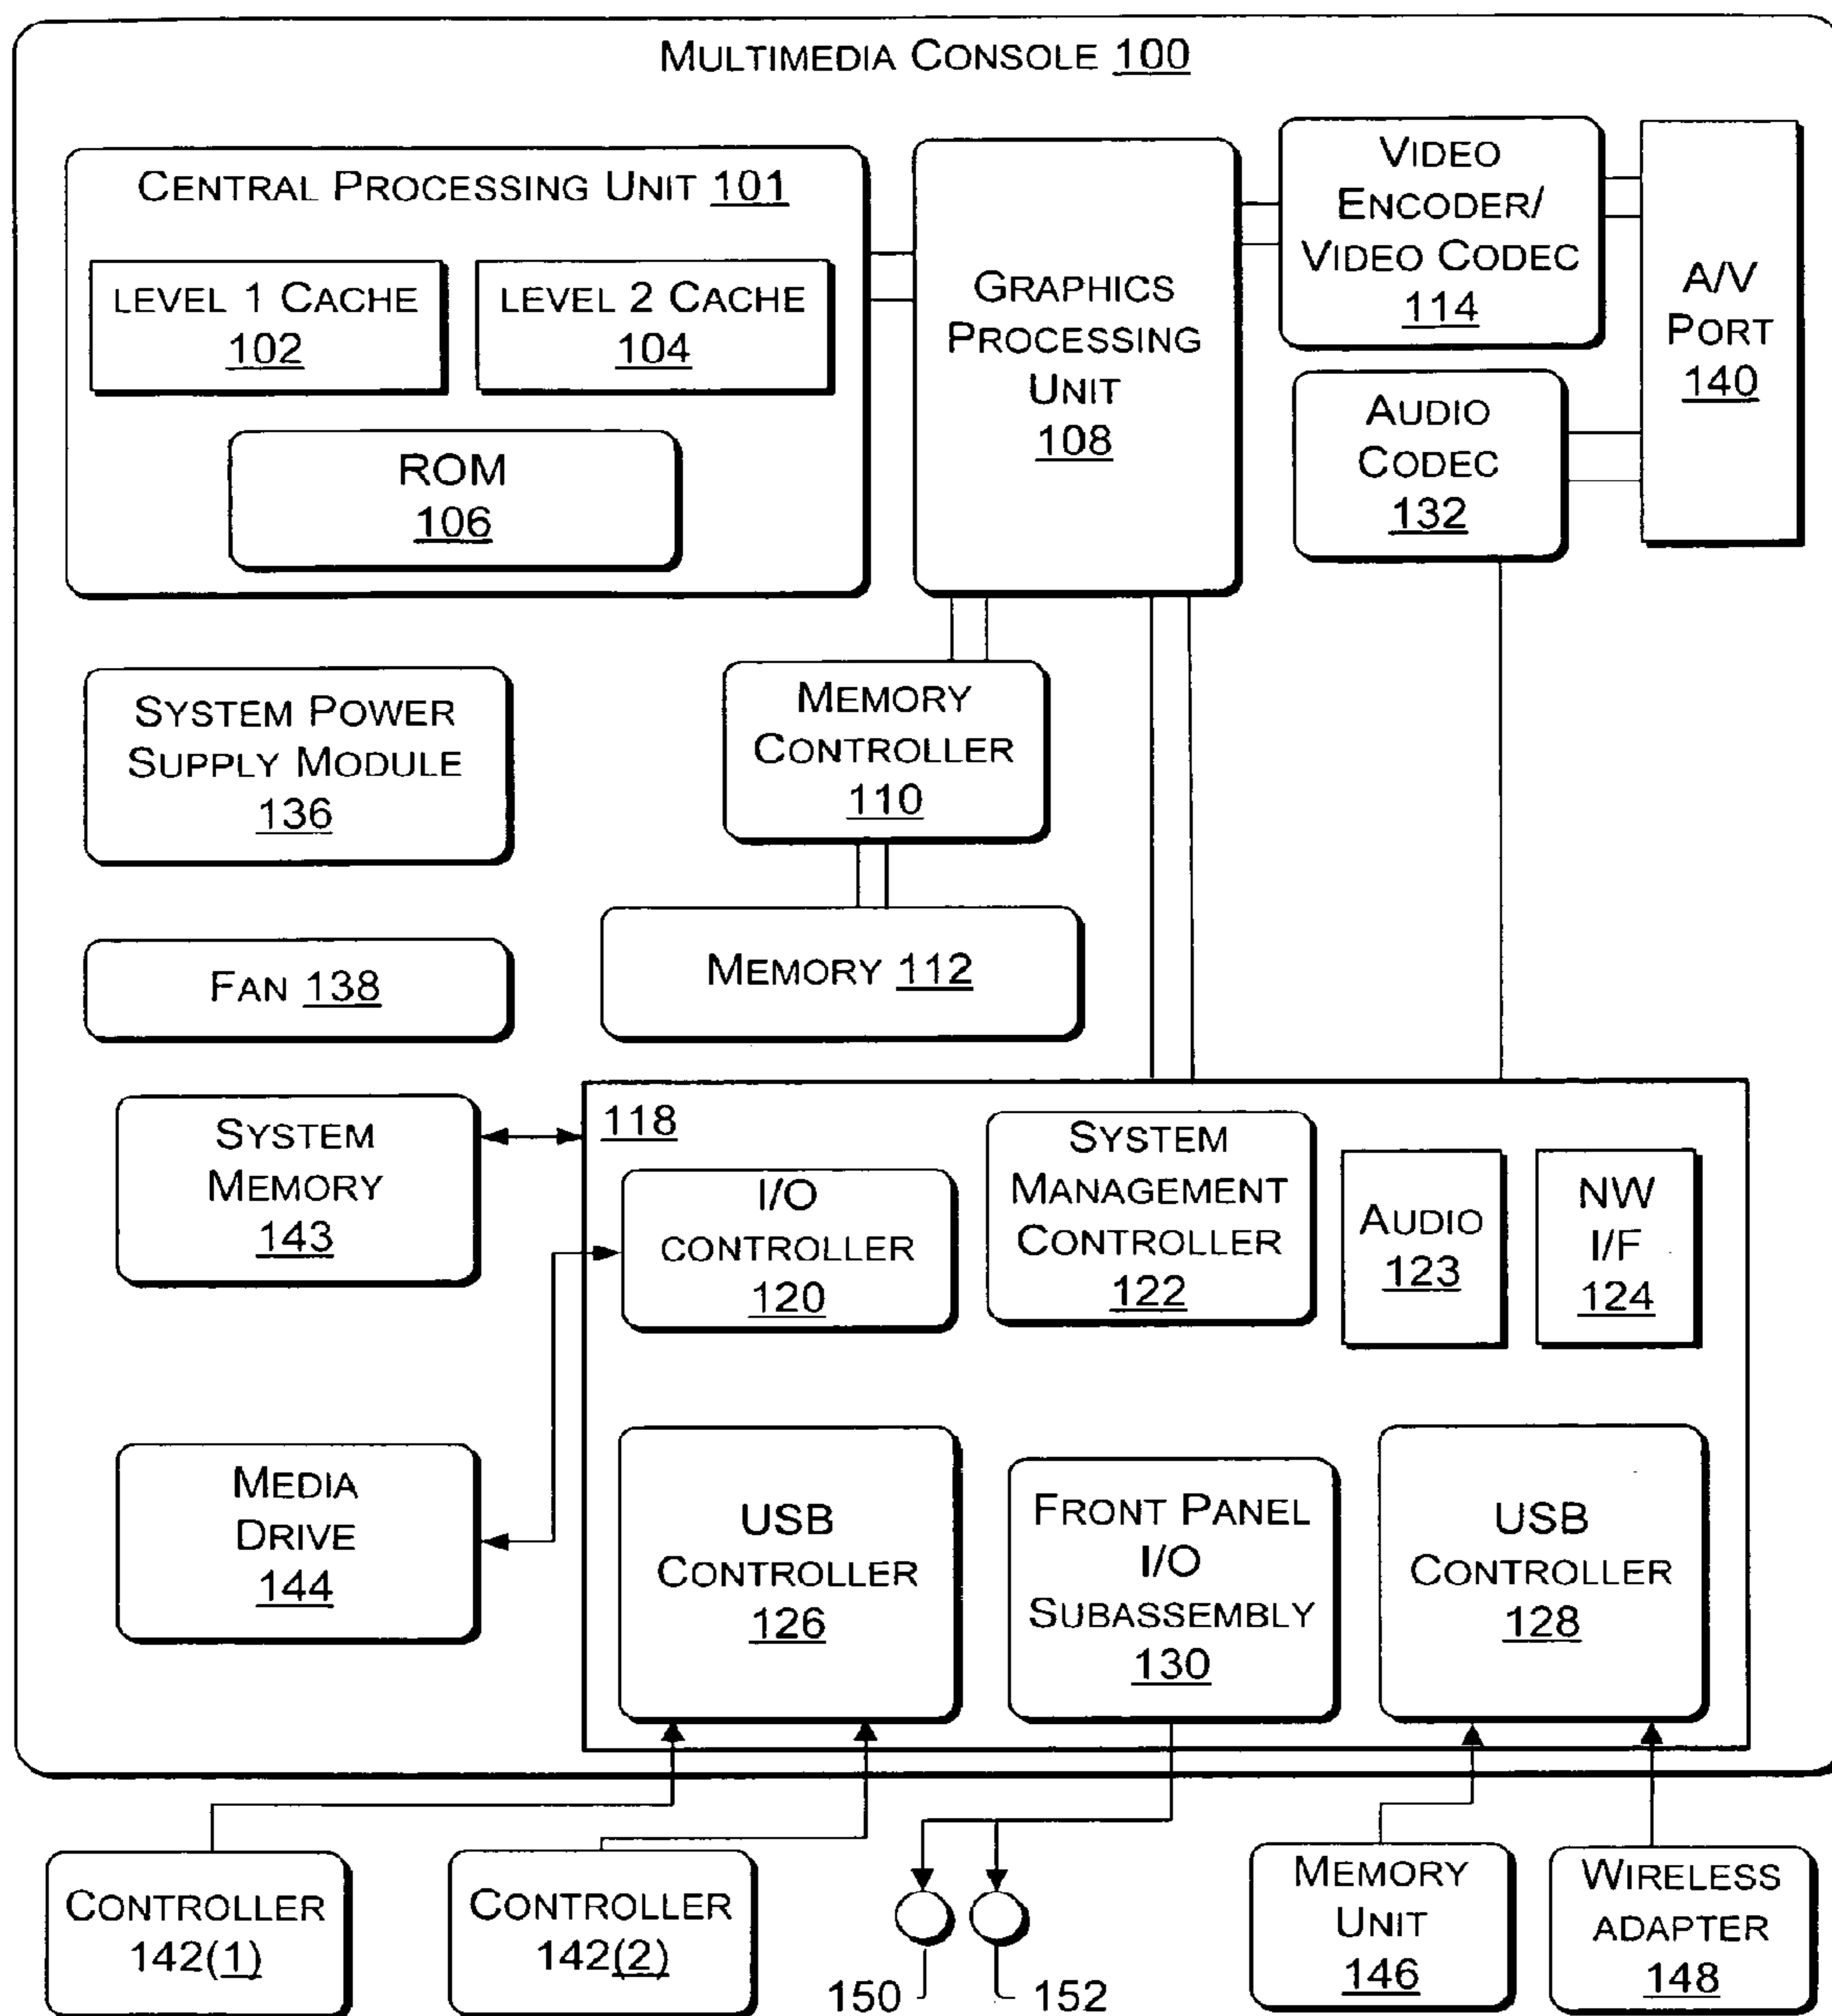 MULTIMEDIA CONSOLE 100
CENTRAL PROCESSING UNIT 101
LEVEL 1 CACHE
102
LEVEL 2 CACHE
104
ROM
106
GRAPHICS
PROCESSING
UNIT
108
VIDEO
ENCODER/
VIDEO CODEC
114
A/V
PORT
140
AUDIO
CODEC
132
SYSTEM POWER
SUPPLY MODULE
136
MEMORY
CONTROLLER
110
FAN 138
MEMORY 112
SYSTEM
MEMORY
143
118
I/O
CONTROLLER
120
SYSTEM
MANAGEMENT
CONTROLLER
122
AUDIO
123
NW
I/F
124
MEDIA
DRIVE
144
USB
CONTROLLER
126
FRONT PANEL
I/O
SUBASSEMBLY
130
USB
CONTROLLER
128
CONTROLLER
142(1)
CONTROLLER
142(2)
150
152
MEMORY
UNIT
146
WIRELESS
ADAPTER
148